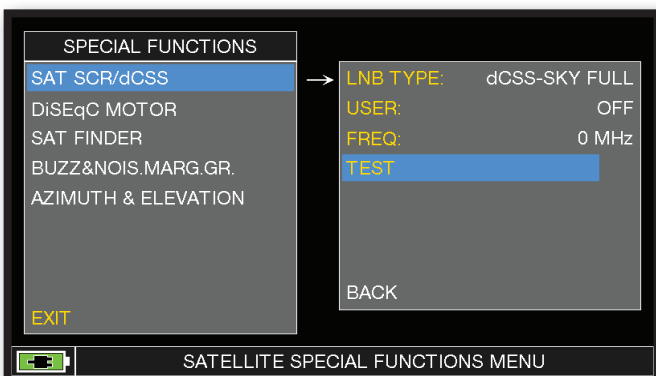 SPECIAL FUNCTIONS
SAT SCR/dCSS
DiSEqC MOTOR
SAT FINDER
BUZZ&NOIS.MARG.GR.
AZIMUTH & ELEVATION
EXIT
LNB TYPE: dCSS-SKY FULL
USER: OFF
FREQ: 0 MHz
TEST
BACK
SATELLITE SPECIAL FUNCTIONS MENU